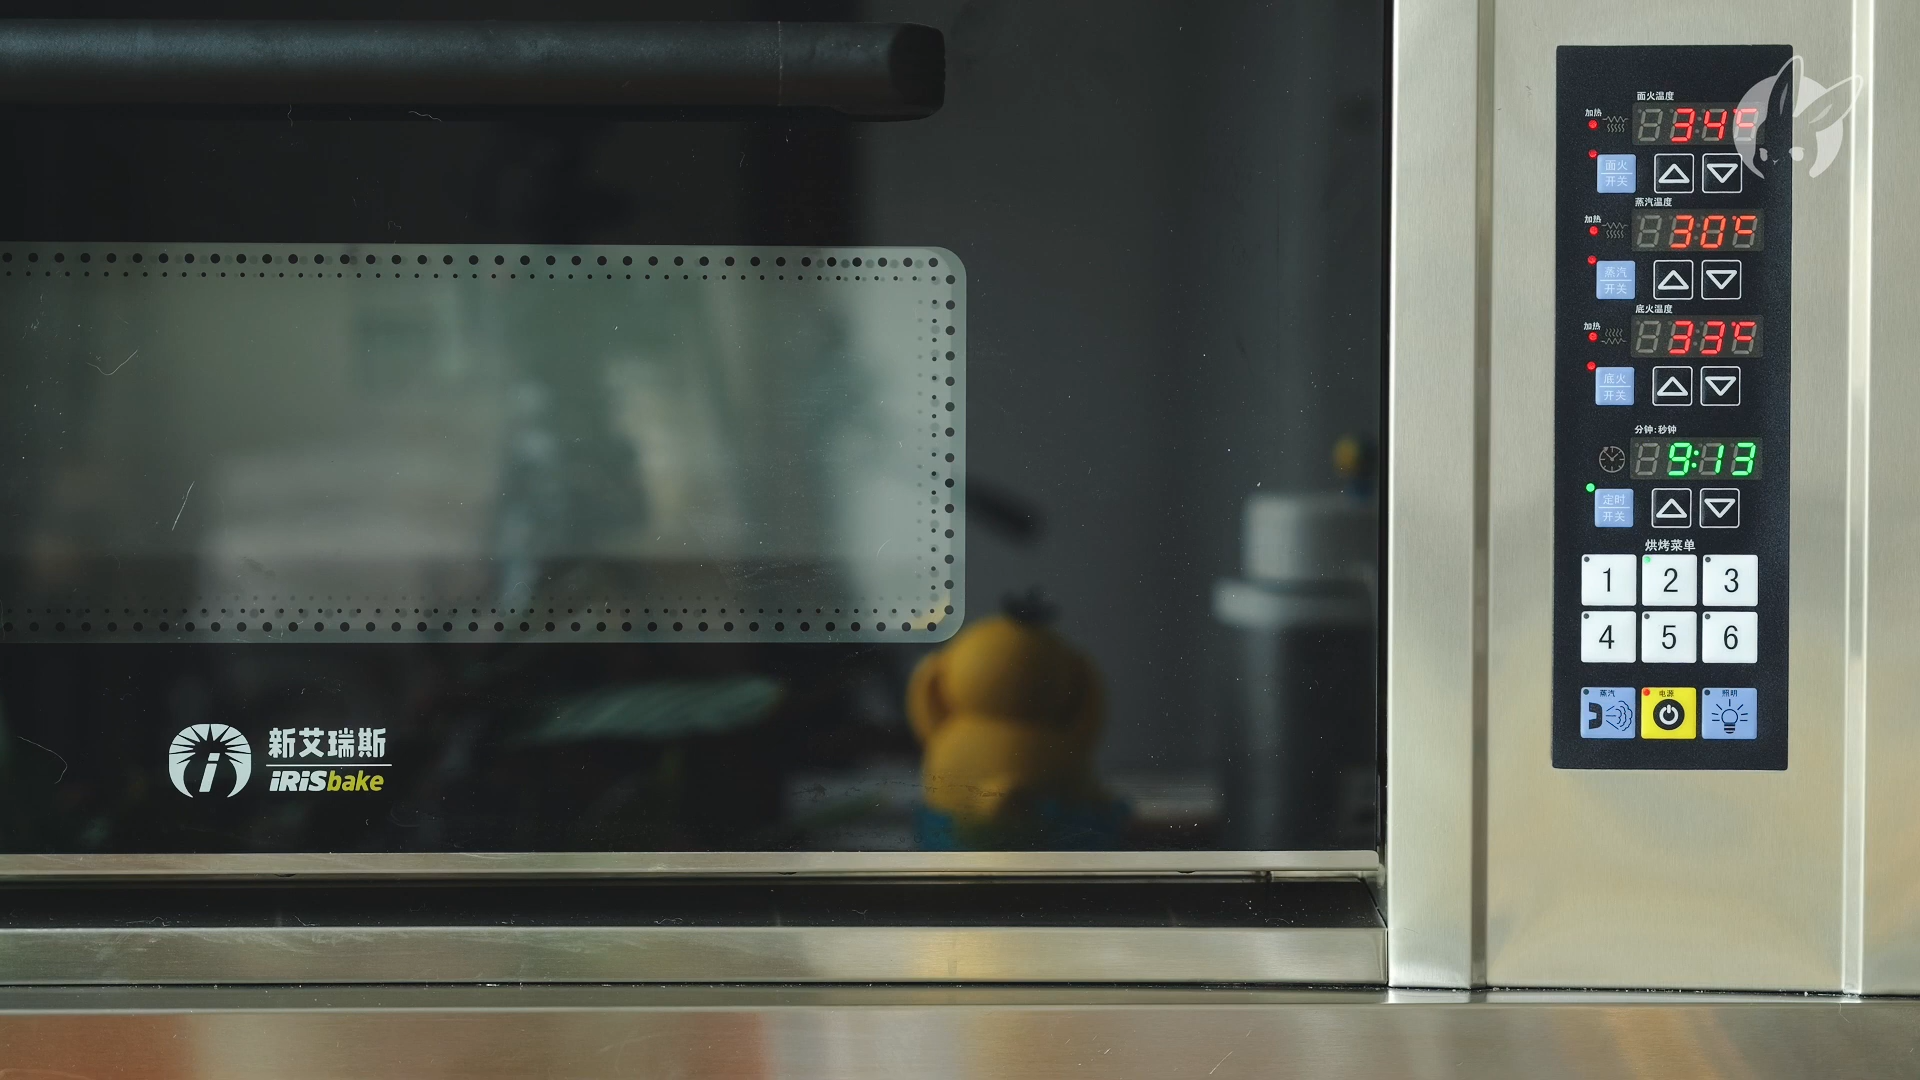 面火温度
加热
34℃
面火
开关
蒸汽温度
加热
30℃
蒸汽
开关
底火温度
加热
33℃
底火
开关
分钟:秒钟
9:13
定时
开关
烘烤菜单
1 2 3
4 5 6
蒸汽 电源 照明
新艾瑞斯
iRiSbake